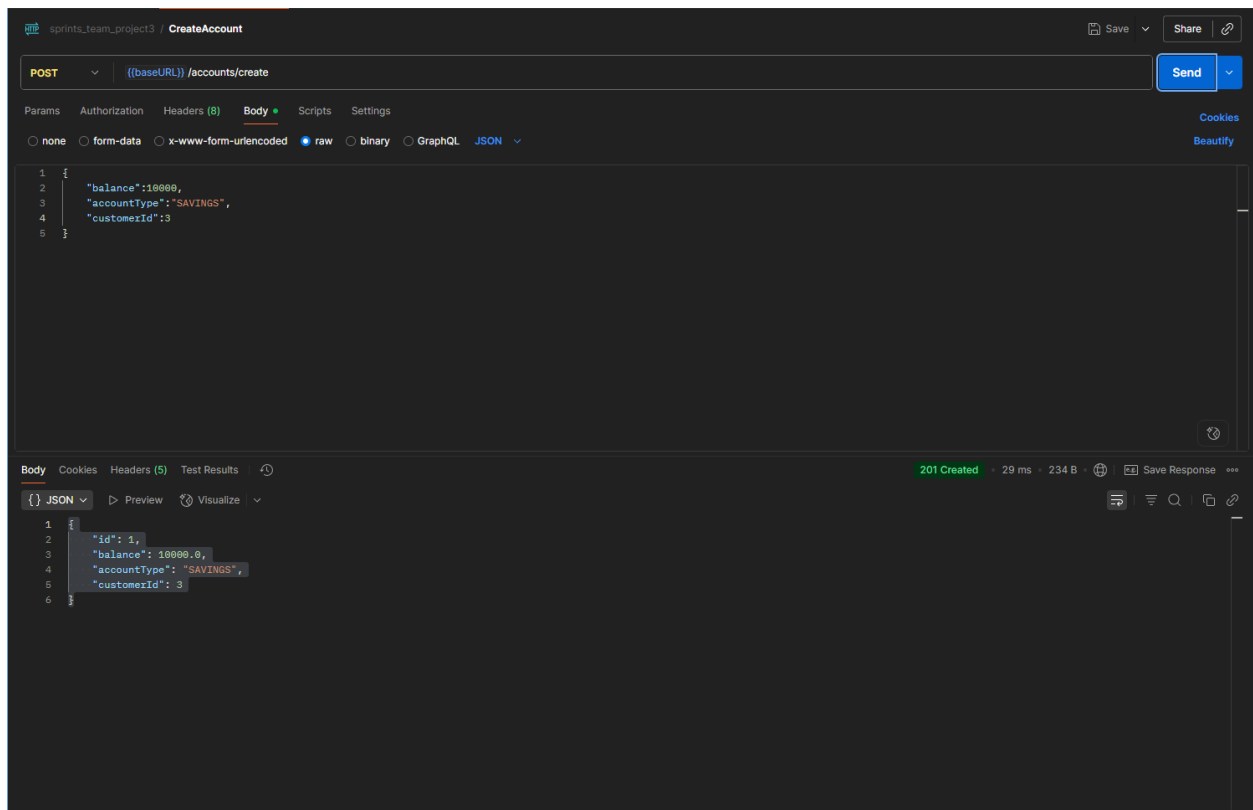 HTTP sprints_team_project3 / CreateAccount Save Share
POST {{baseURL}} /accounts/create Send
Params Authorization Headers (8) Body Scripts Settings Cookies
none form-data x-www-form-urlencoded raw binary GraphQL JSON Beautify
1 {
2 "balance":10000,
3 "accountType":"SAVINGS",
4 "customerId":3
5 }
Body Cookies Headers (5) Test Results 201 Created 29 ms 234 B e.g. Save Response
{} JSON Preview Visualize
1 {
2 "id": 1,
3 "balance": 10000.0,
4 "accountType": "SAVINGS",
5 "customerId": 3
6 }